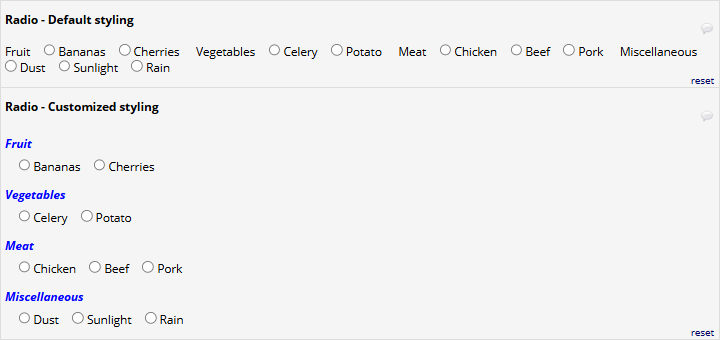 Radio - Default styling
Fruit Bananas Cherries Vegetables Celery Potato Meat Chicken Beef Pork Miscellaneous
Dust Sunlight Rain
reset
Radio - Customized styling
Fruit
Bananas Cherries
Vegetables
Celery Potato
Meat
Chicken Beef Pork
Miscellaneous
Dust Sunlight Rain
reset